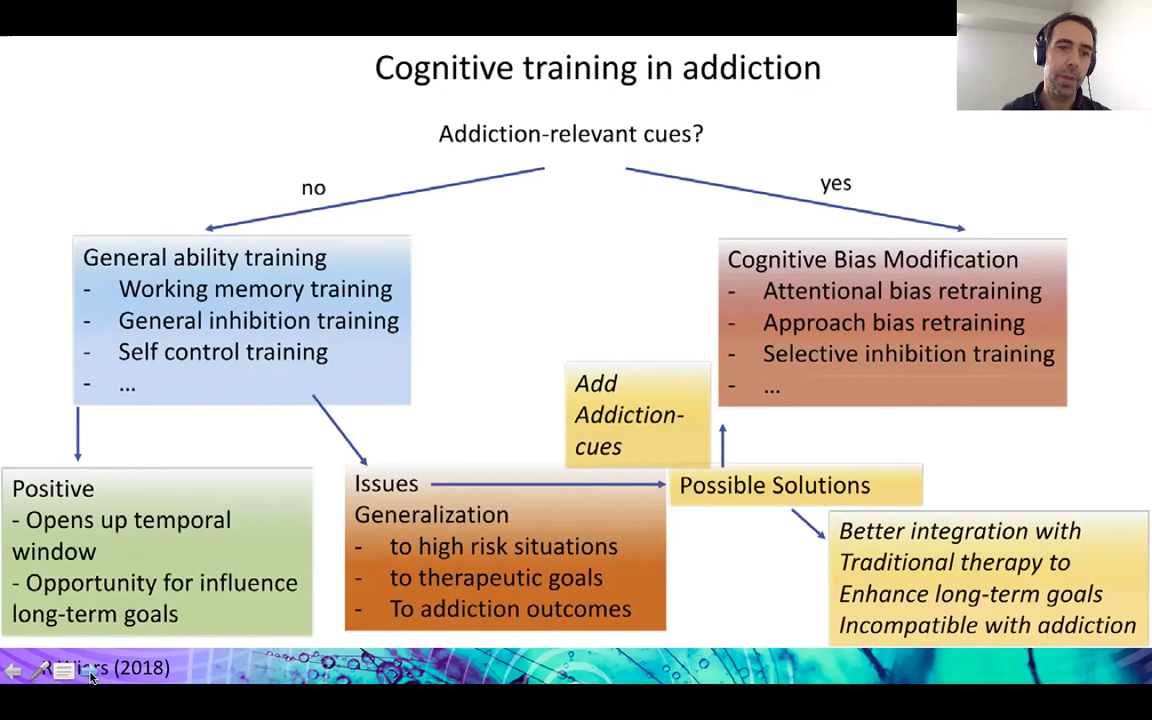 Cognitive training in addiction
Addiction-relevant cues?
no
yes
General ability training
- Working memory training
- General inhibition training
- Self control training
- ...
Cognitive Bias Modification
- Attentional bias retraining
- Approach bias retraining
- Selective inhibition training
- ...
Add
Addiction-
cues
Positive
- Opens up temporal
window
- Opportunity for influence
long-term goals
Issues
Generalization
- to high risk situations
- to therapeutic goals
- To addiction outcomes
Possible Solutions
Better integration with
Traditional therapy to
Enhance long-term goals
Incompatible with addiction
(2018)